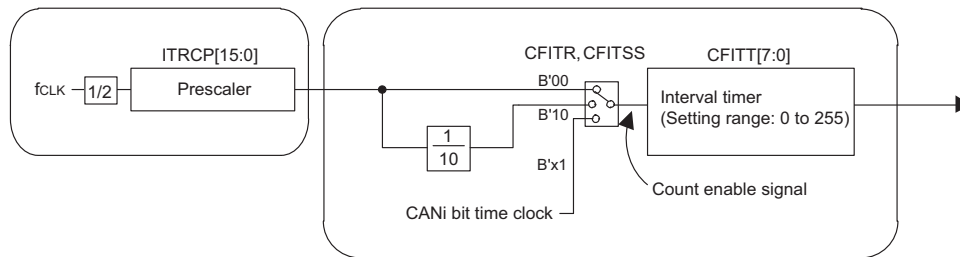 ITRCP[15:0]
fCLK
1/2
Prescaler
CFITR, CFITSS
B'00
B'10
B'x1
1
10
CANi bit time clock
CFITT[7:0]
Interval timer
(Setting range: 0 to 255)
Count enable signal